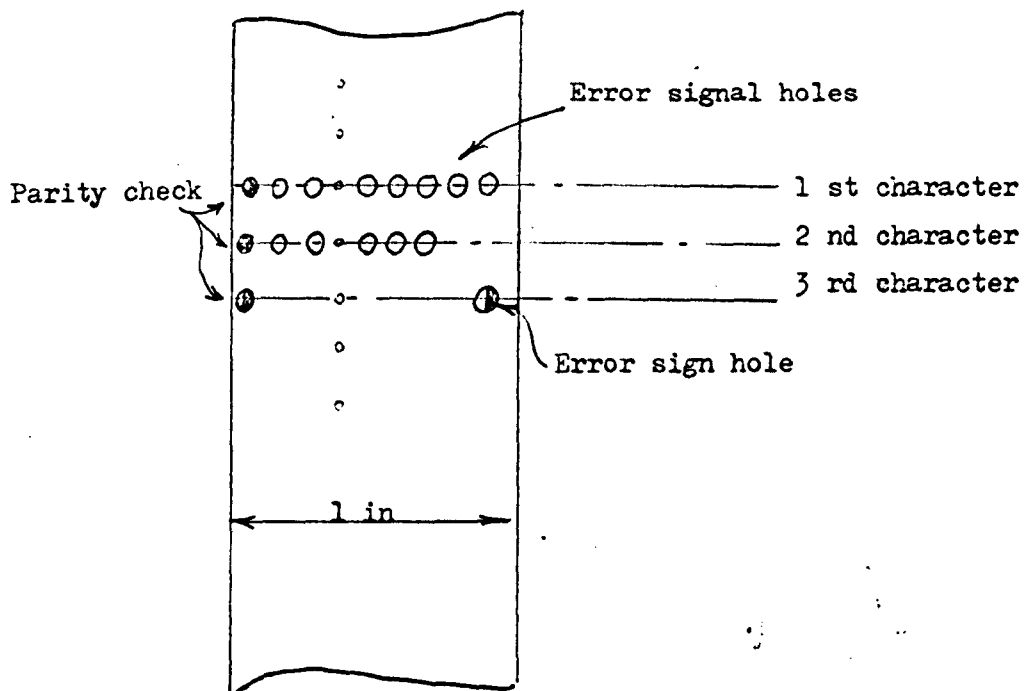 Error signal holes
Parity check
1 st character
2 nd character
3 rd character
Error sign hole
1 in